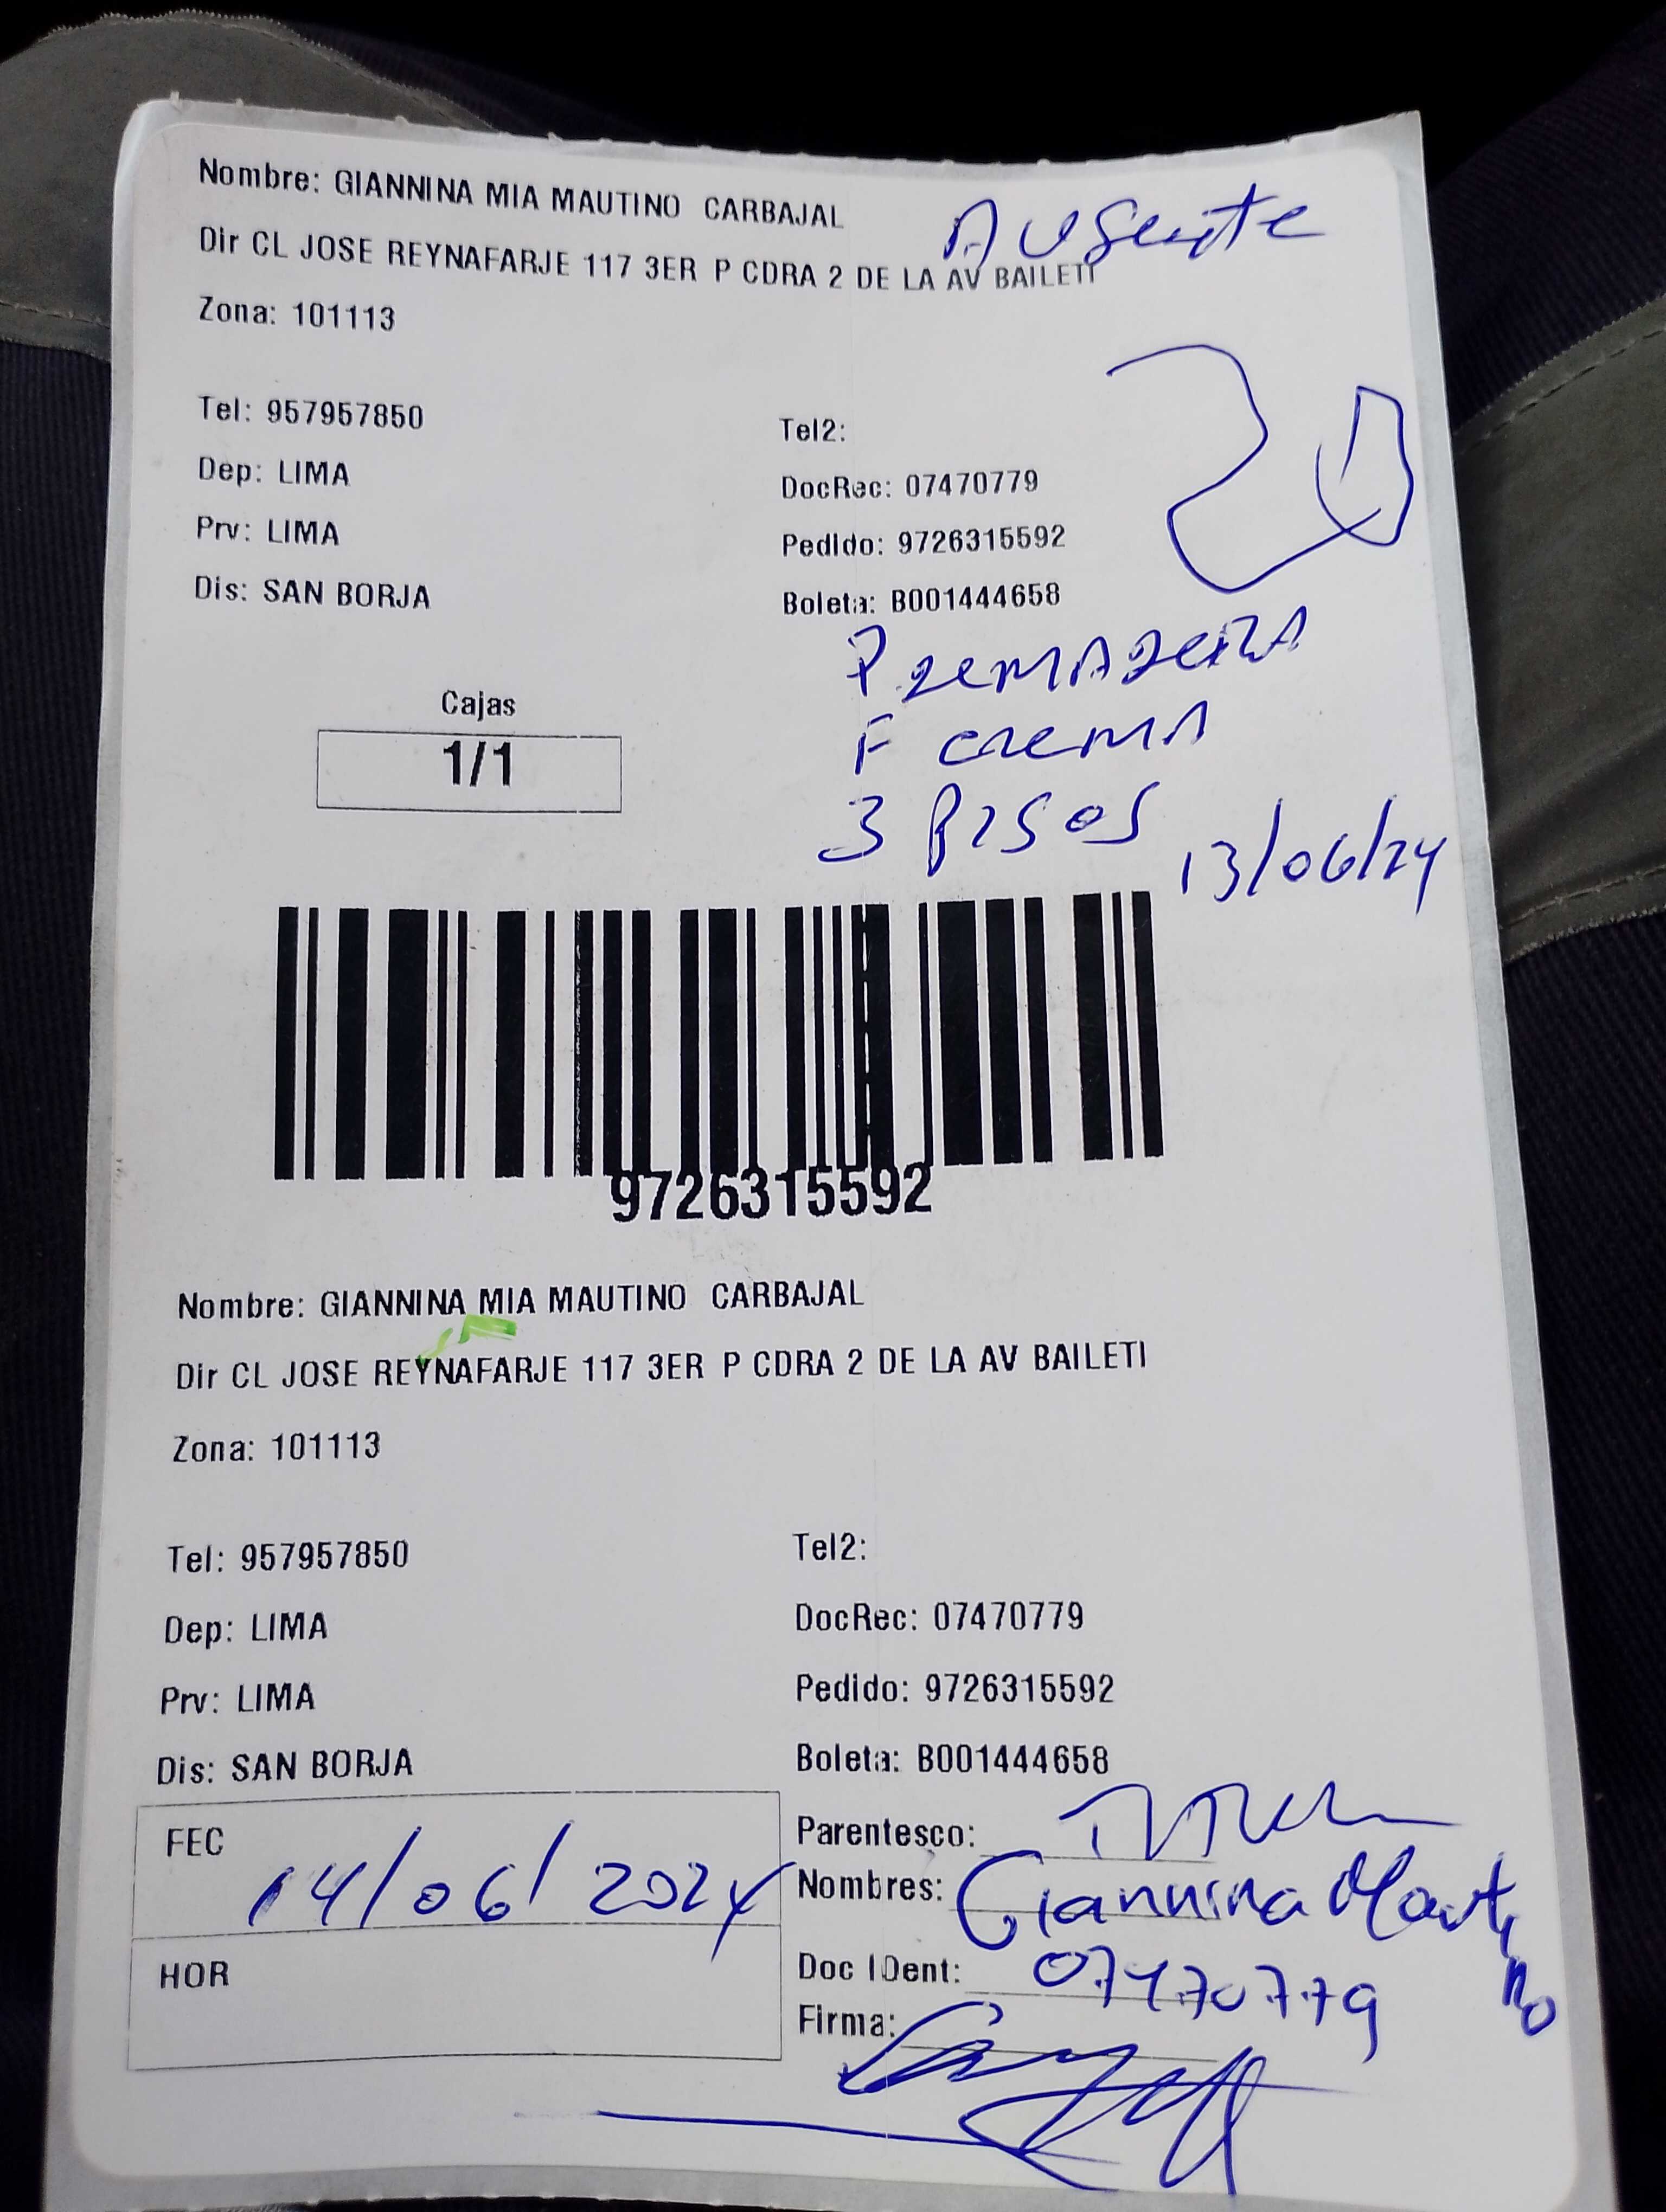 Nombre: GIANNINA MIA MAUTINO CARBAJAL
Ausente
Dir CL JOSE REYNAFARJE 117 3ER P CDRA 2 DE LA AV BAILETI
Zona: 101113
Tel: 957957850
Tel2:
Dep: LIMA
DocRec: 07470779
Prv: LIMA
Pedido: 9726315592
Dis: SAN BORJA
Boleta: B001444658
F CREMA
Cajas
1/1
3 PISOS
13/06/24
9726315592
Nombre: GIANNINA MIA MAUTINO CARBAJAL
Dir CL JOSE REYNAFARJE 117 3ER P CDRA 2 DE LA AV BAILETI
Zona: 101113
Tel: 957957850
Tel2:
Dep: LIMA
DocRec: 07470779
Prv: LIMA
Pedido: 9726315592
Dis: SAN BORJA
Boleta: B001444658
FEC 14/06/2024
Parentesco:
Nombres: Giannina Mautino
HOR
Doc IDent: 07470779
Firma: